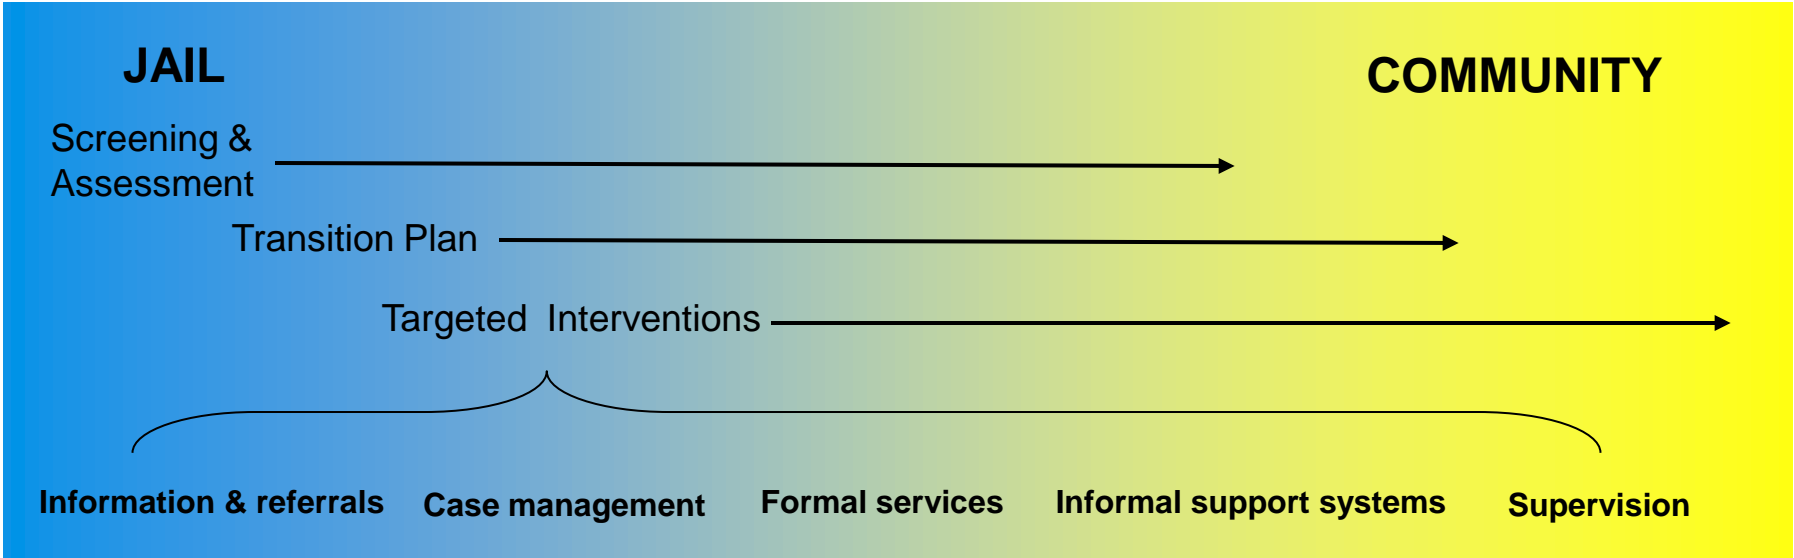 JAIL
COMMUNITY
Screening &
Assessment
Transition Plan
Targeted Interventions
Information & referrals
Case management
Formal services
Informal support systems
Supervision